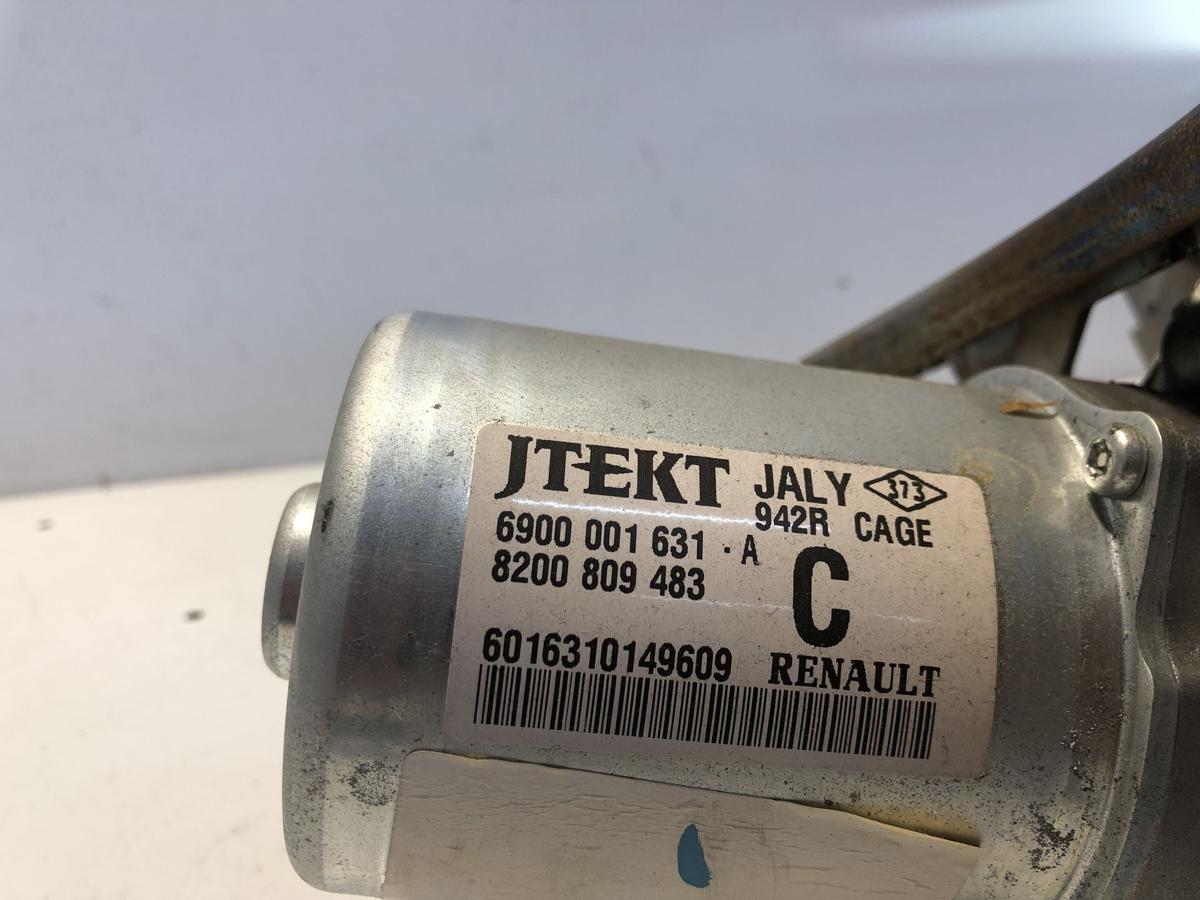 JTEKT JALY 373
942R CAGE
6900 001 631 · A
8200 809 483 C
6016310149609 RENAULT